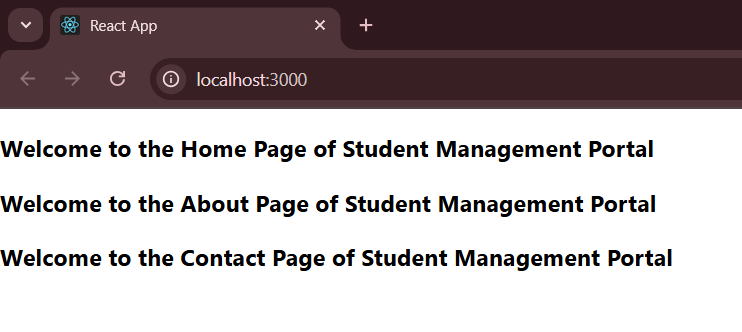 React App
localhost:3000
Welcome to the Home Page of Student Management Portal
Welcome to the About Page of Student Management Portal
Welcome to the Contact Page of Student Management Portal